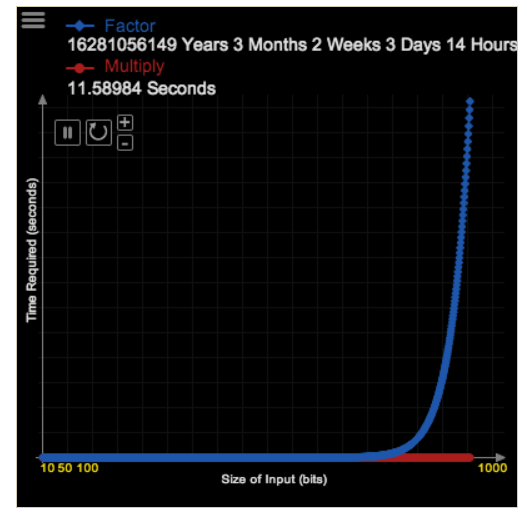 Factor
16281056149 Years 3 Months 2 Weeks 3 Days 14 Hours
Multiply
11.58984 Seconds
+
-
Time Required (seconds)
10 50 100
1000
Size of Input (bits)